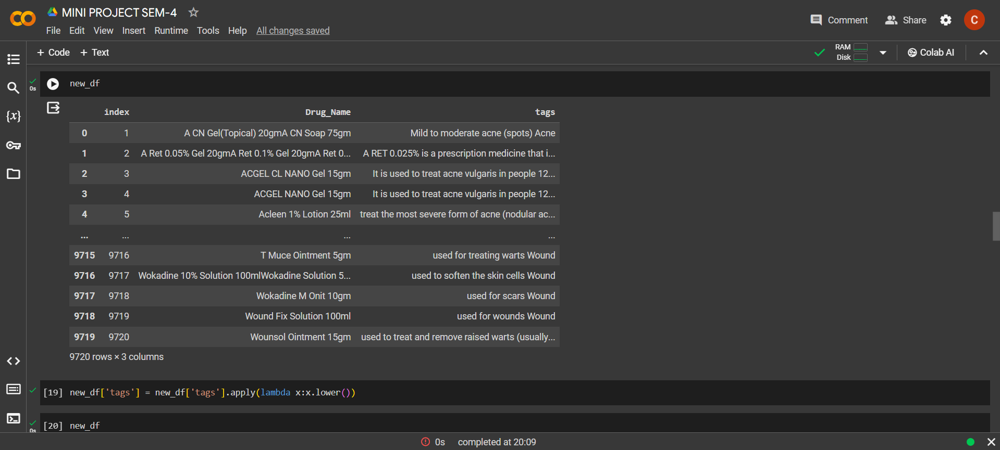 MINI PROJECT SEM-4
File Edit View Insert Runtime Tools Help All changes saved
Comment Share C
+ Code + Text
RAM
Disk
Colab AI
0s
new_df
index Drug_Name tags
0 1 A CN Gel(Topical) 20gmA CN Soap 75gm Mild to moderate acne (spots) Acne
1 2 A Ret 0.05% Gel 20gmA Ret 0.1% Gel 20gmA Ret 0... A RET 0.025% is a prescription medicine that i...
2 3 ACGEL CL NANO Gel 15gm It is used to treat acne vulgaris in people 12...
3 4 ACGEL NANO Gel 15gm It is used to treat acne vulgaris in people 12...
4 5 Acleen 1% Lotion 25ml treat the most severe form of acne (nodular ac...
... ... ... ...
9715 9716 T Muce Ointment 5gm used for treating warts Wound
9716 9717 Wokadine 10% Solution 100mlWokadine Solution 5... used to soften the skin cells Wound
9717 9718 Wokadine M Onit 10gm used for scars Wound
9718 9719 Wound Fix Solution 100ml used for wounds Wound
9719 9720 Wounsol Ointment 15gm used to treat and remove raised warts (usually...
9720 rows × 3 columns
[19] new_df['tags'] = new_df['tags'].apply(lambda x:x.lower())
[20] new_df
0s
0s completed at 20:09